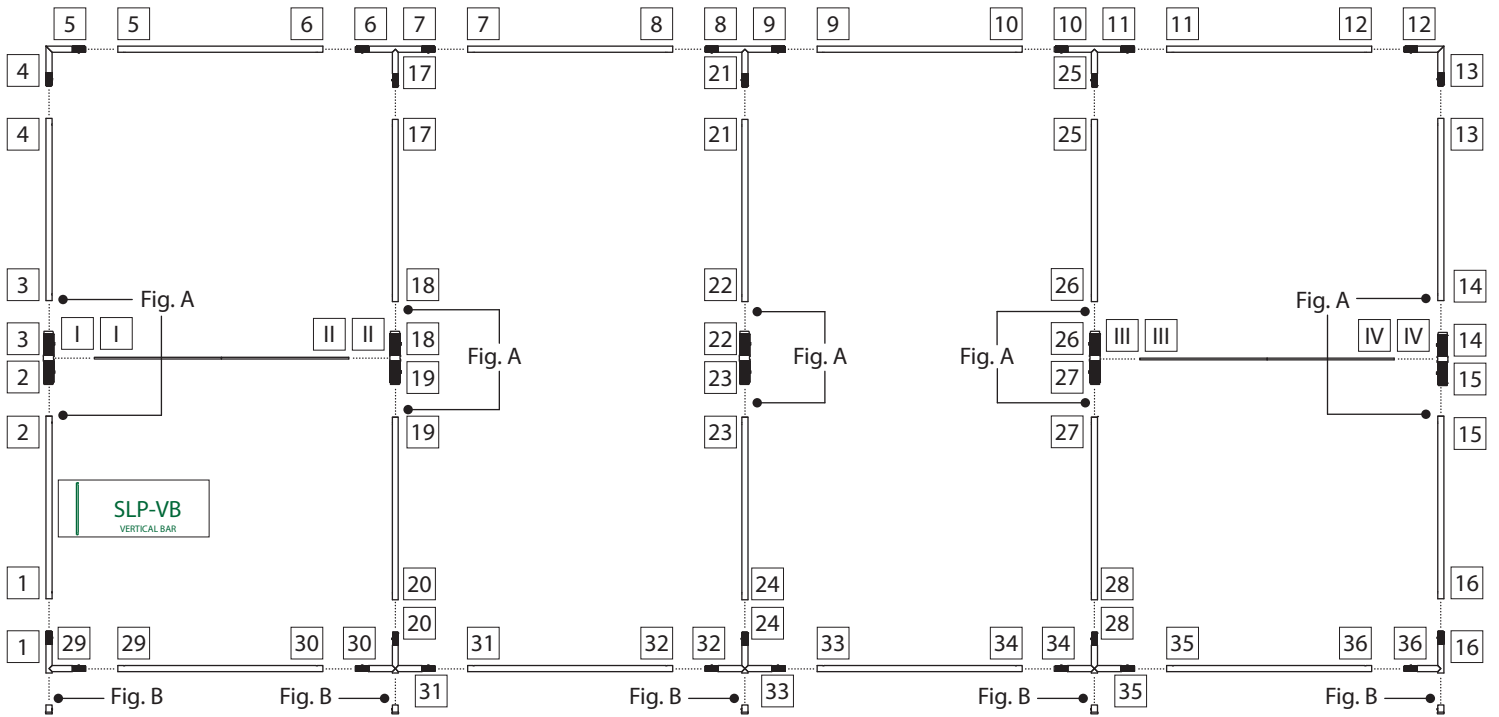 5 5 6 6 7 7 8 8 9 9 10 10 11 11 12 12
4 17 21 25 13
4 17 21 25 13
3 18 22 26 14
Fig. A Fig. A
3 I I II II 18 22 26 III III IV IV 14
Fig. A Fig. A Fig. A
2 19 23 27 15
2 19 23 27 15
SLP-VB
VERTICAL BAR
1 20 24 28 16
1 29 29 30 30 20 31 32 32 24 33 34 34 28 35 36 36 16
31 33 35
Fig. B Fig. B Fig. B Fig. B Fig. B